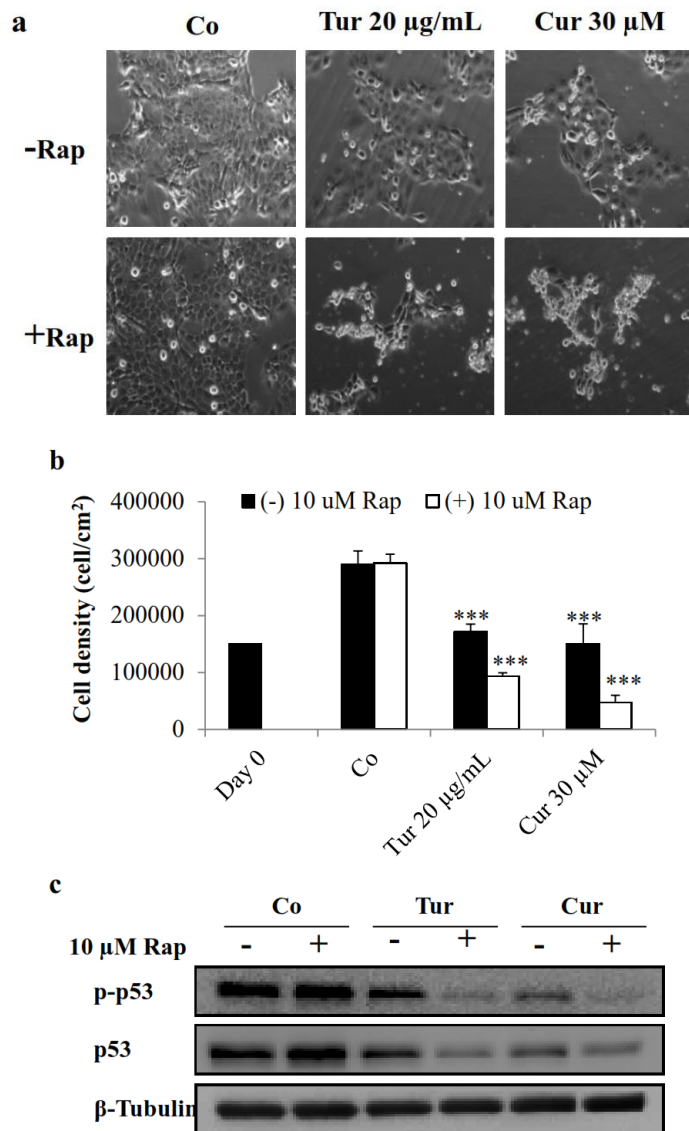 a
Co Tur 20 µg/mL Cur 30 µM
-Rap
+Rap
b
Cell density (cell/cm²)
400000
300000
200000
100000
0
(-) 10 uM Rap (+) 10 uM Rap
*** ***
*** ***
Day 0 Co Tur 20 µg/mL Cur 30 µM
c
Co Tur Cur
10 µM Rap - + - + - +
p-p53
p53
β-Tubulin